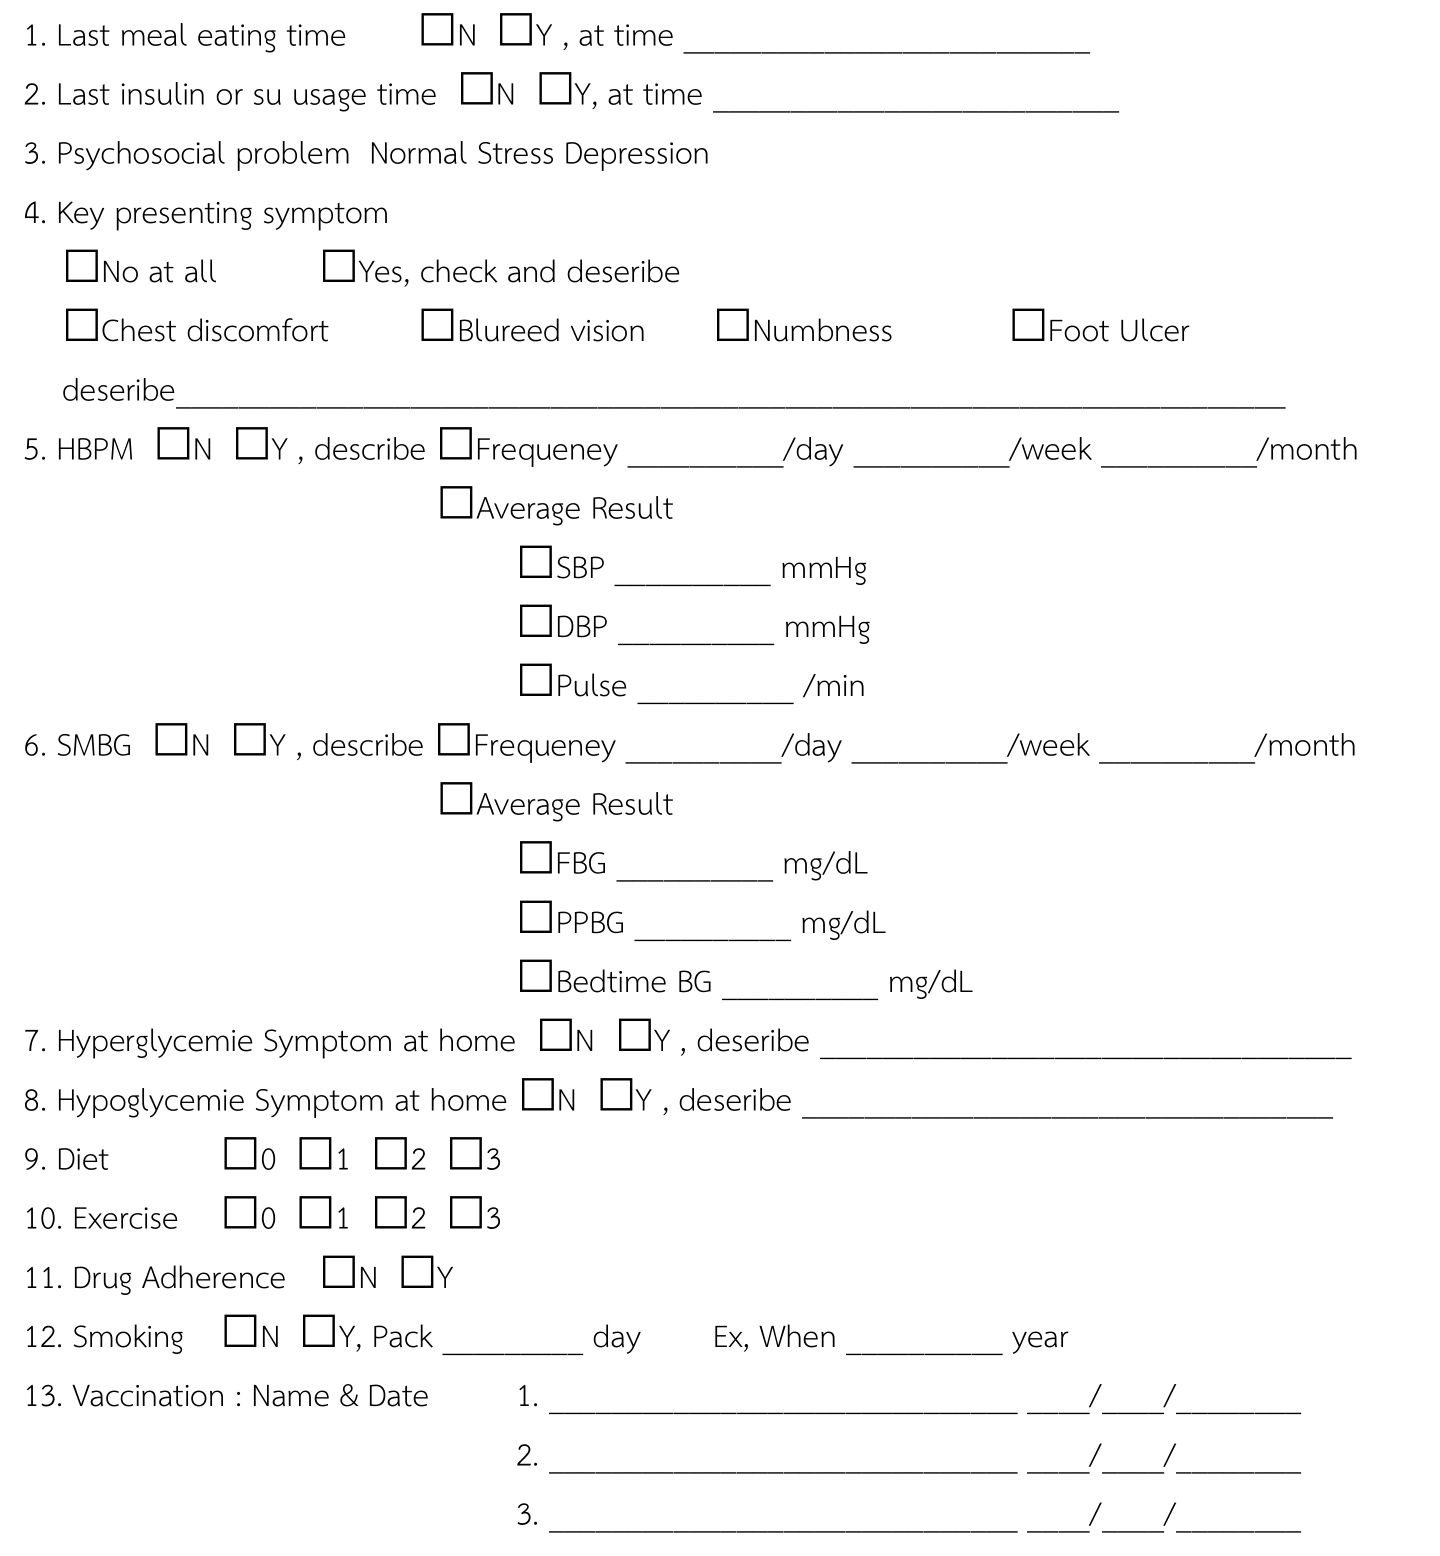 1. Last meal eating time ☐N ☐Y , at time __________________________
2. Last insulin or su usage time ☐N ☐Y, at time __________________________
3. Psychosocial problem Normal Stress Depression
4. Key presenting symptom
☐No at all ☐Yes, check and deseribe
☐Chest discomfort ☐Blureed vision ☐Numbness ☐Foot Ulcer
deseribe_______________________________________________________________________
5. HBPM ☐N ☐Y , describe ☐Frequeney __________/day __________/week __________/month
☐Average Result
☐SBP __________ mmHg
☐DBP __________ mmHg
☐Pulse __________ /min
6. SMBG ☐N ☐Y , describe ☐Frequeney __________/day __________/week __________/month
☐Average Result
☐FBG __________ mg/dL
☐PPBG __________ mg/dL
☐Bedtime BG __________ mg/dL
7. Hyperglycemie Symptom at home ☐N ☐Y , deseribe __________________________________
8. Hypoglycemie Symptom at home ☐N ☐Y , deseribe __________________________________
9. Diet ☐0 ☐1 ☐2 ☐3
10. Exercise ☐0 ☐1 ☐2 ☐3
11. Drug Adherence ☐N ☐Y
12. Smoking ☐N ☐Y, Pack _________ day Ex, When __________ year
13. Vaccination : Name & Date 1. ______________________________ ____/____/________
2. ______________________________ ____/____/________
3. ______________________________ ____/____/________